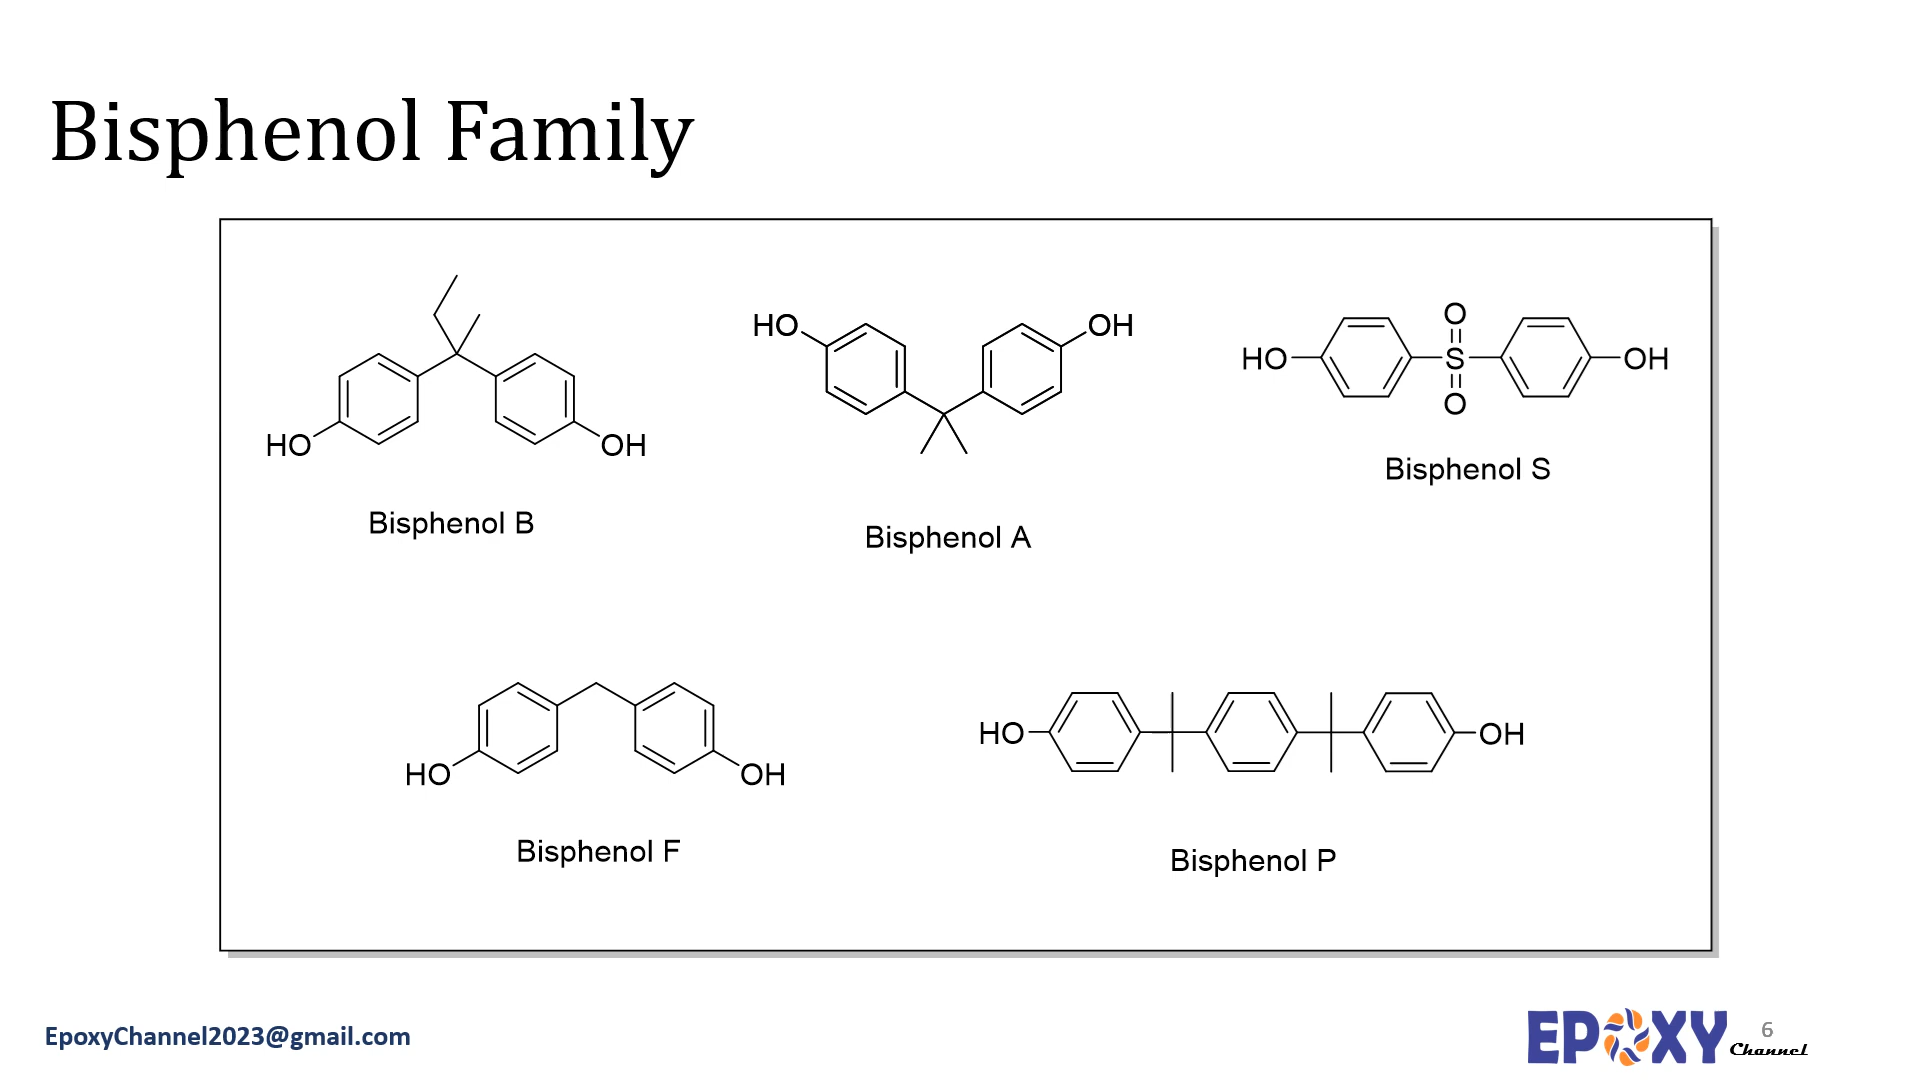 Bisphenol Family
HO
OH
Bisphenol B
HO
OH
Bisphenol A
HO
O
S
O
OH
Bisphenol S
HO
OH
Bisphenol F
HO
OH
Bisphenol P
EpoxyChannel2023@gmail.com
EPOXY
Channel
6